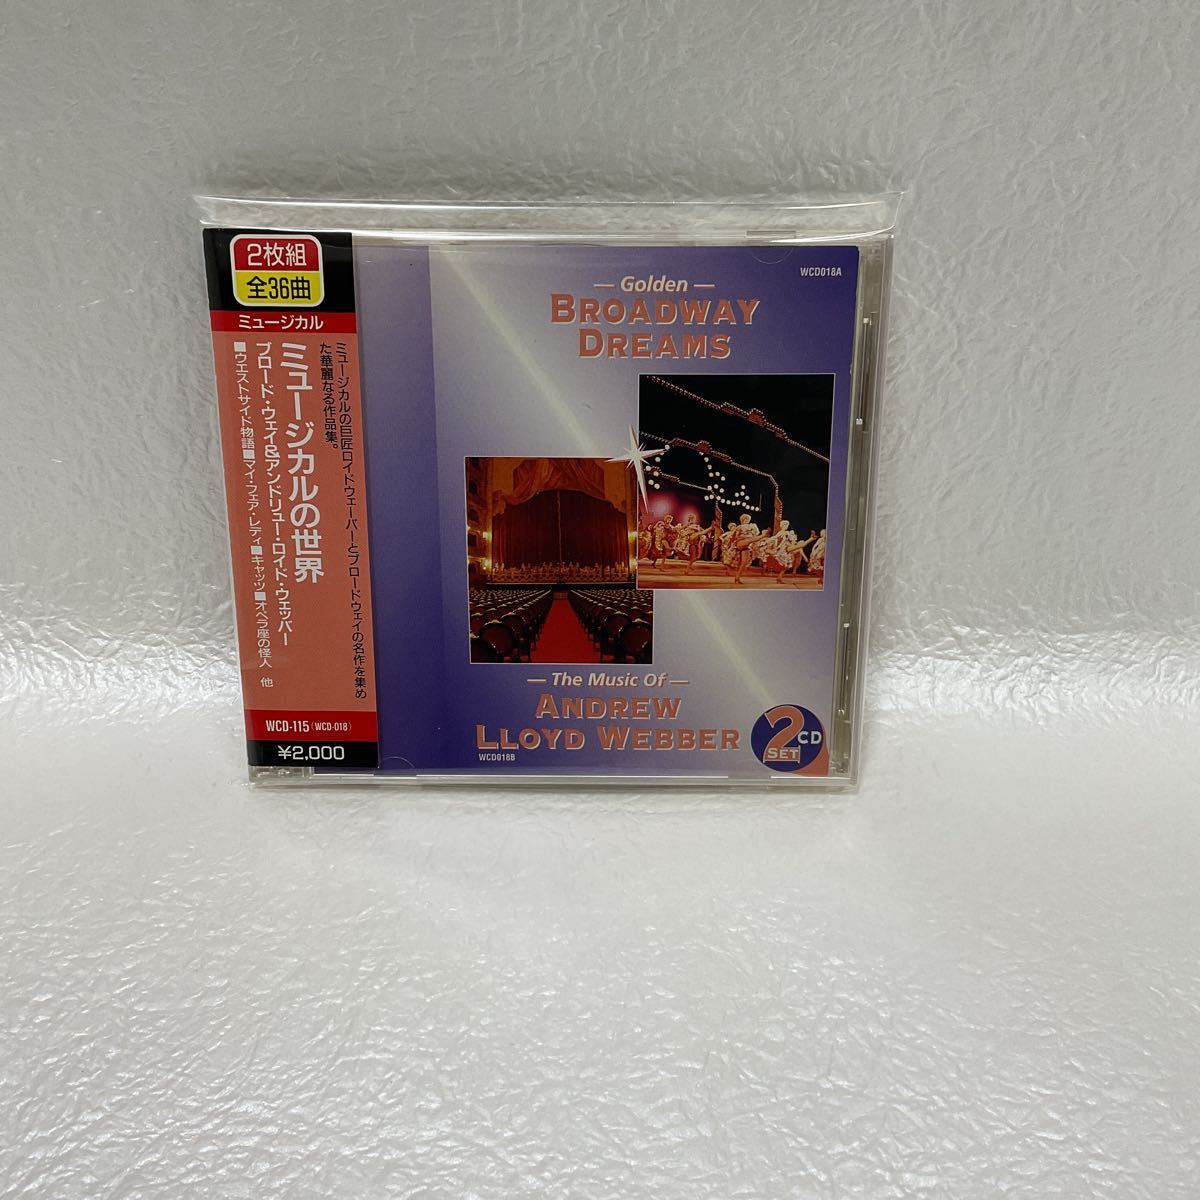 2枚組
全36曲
ミュージカル
ミュージカルの巨匠ロイドウェーバーとブロードウェイの名作を集め
た華麗なる作品集。
ミュージカルの世界
ブロード・ウェイ&アンドリュー・ロイド・ウェッバー
■ウエストサイド物語■マイ・フェア・レディ■キャッツ■オペラ座の怪人 他
WCD-115(WCD-018)
¥2,000
WCD018A
— Golden —
BROADWAY
DREAMS
— The Music Of —
ANDREW
LLOYD WEBBER
WCD018B
2
CD
SET